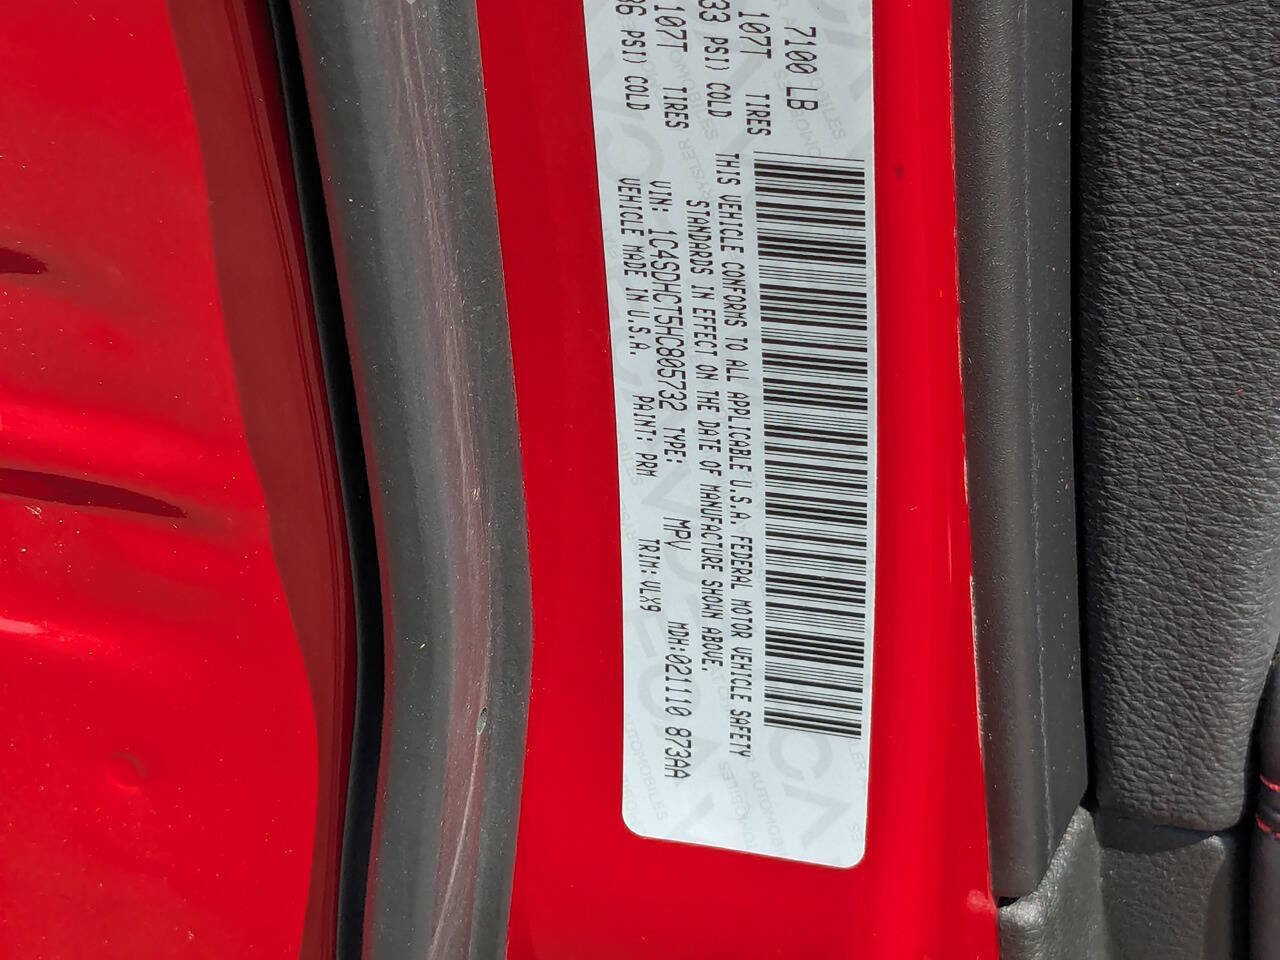 7100 LB
107T TIRES
33 PSI) COLD
107T TIRES
36 PSI) COLD
THIS VEHICLE CONFORMS TO ALL APPLICABLE U.S.A. FEDERAL MOTOR VEHICLE SAFETY
STANDARDS IN EFFECT ON THE DATE OF MANUFACTURE SHOWN ABOVE.
VIN: 1C4SDHCT5HC805732 TYPE: MPV MDH:021110 873AA
VEHICLE MADE IN U.S.A. PAINT: PRM TRIM: VLX9